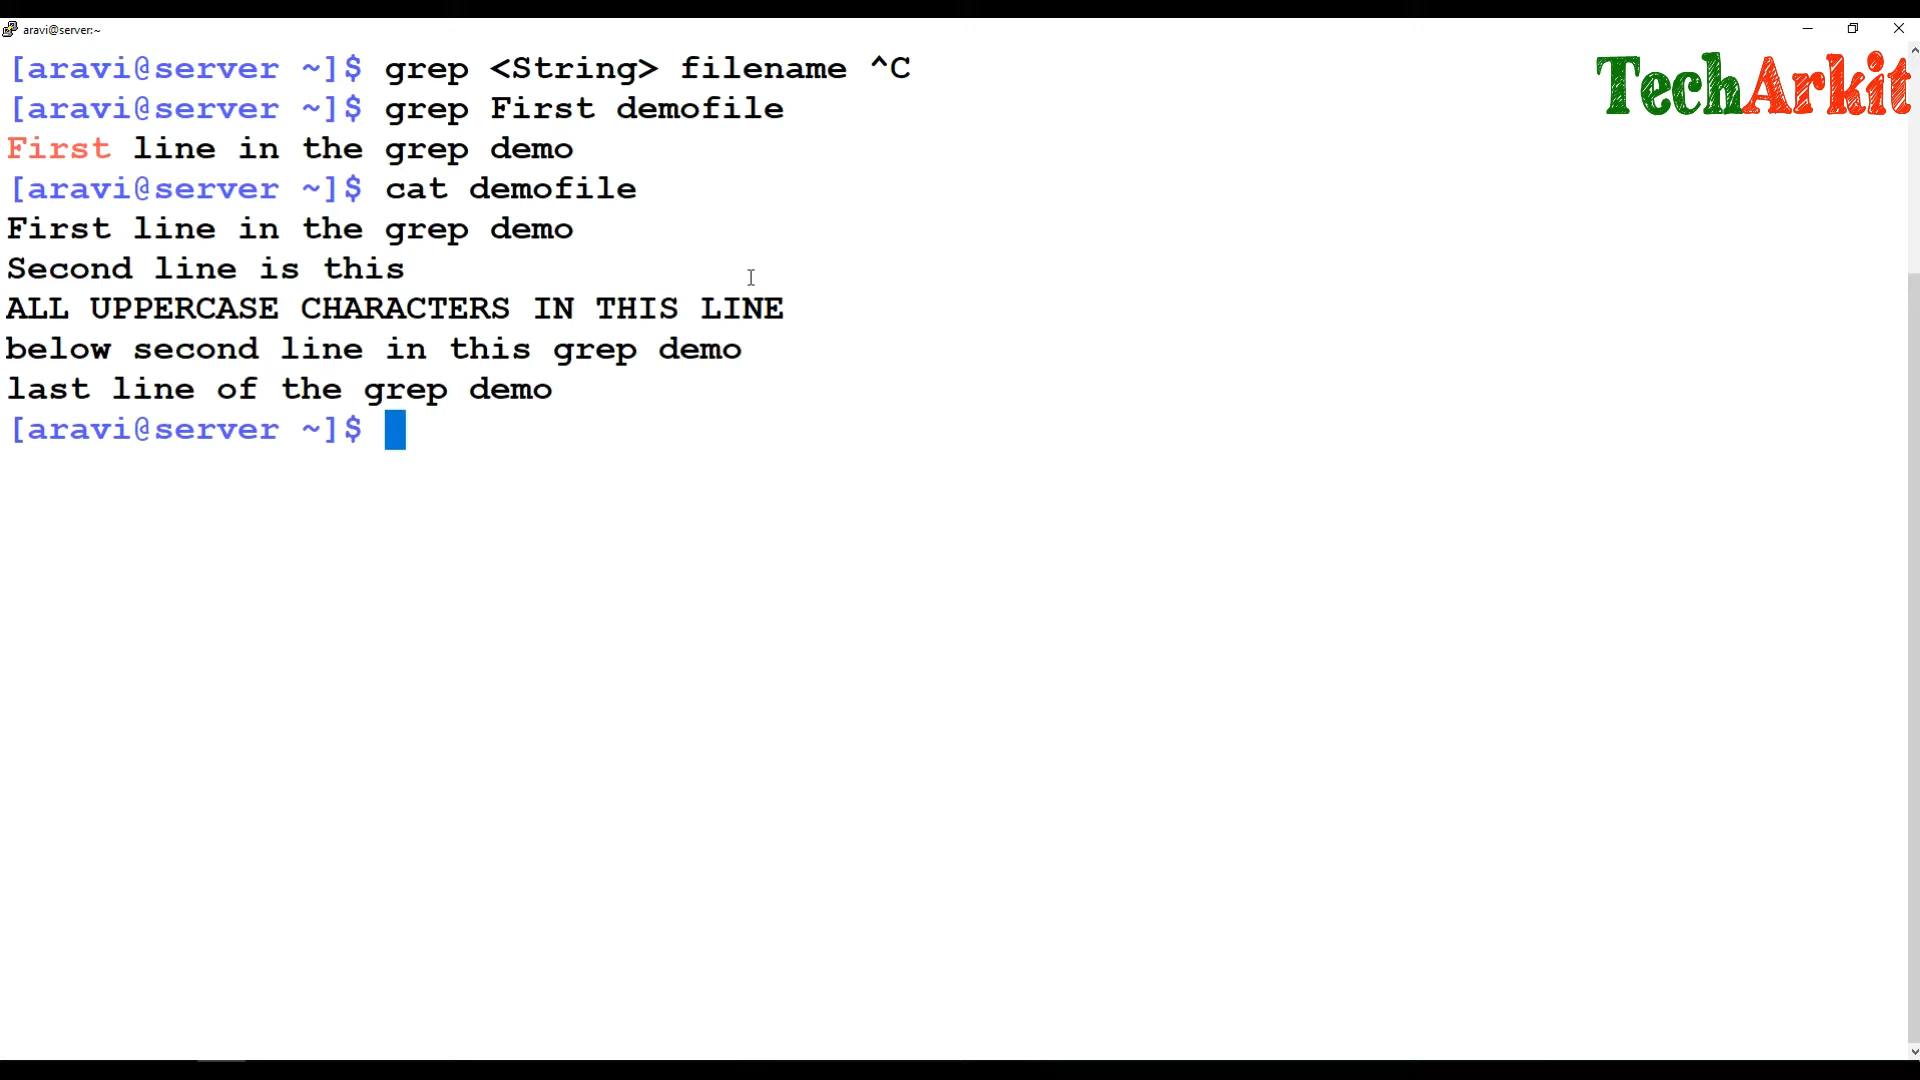 aravi@server:~
[aravi@server ~]$ grep <String> filename ^C
[aravi@server ~]$ grep First demofile
First line in the grep demo
[aravi@server ~]$ cat demofile
First line in the grep demo
Second line is this
ALL UPPERCASE CHARACTERS IN THIS LINE
below second line in this grep demo
last line of the grep demo
[aravi@server ~]$
TechArkit